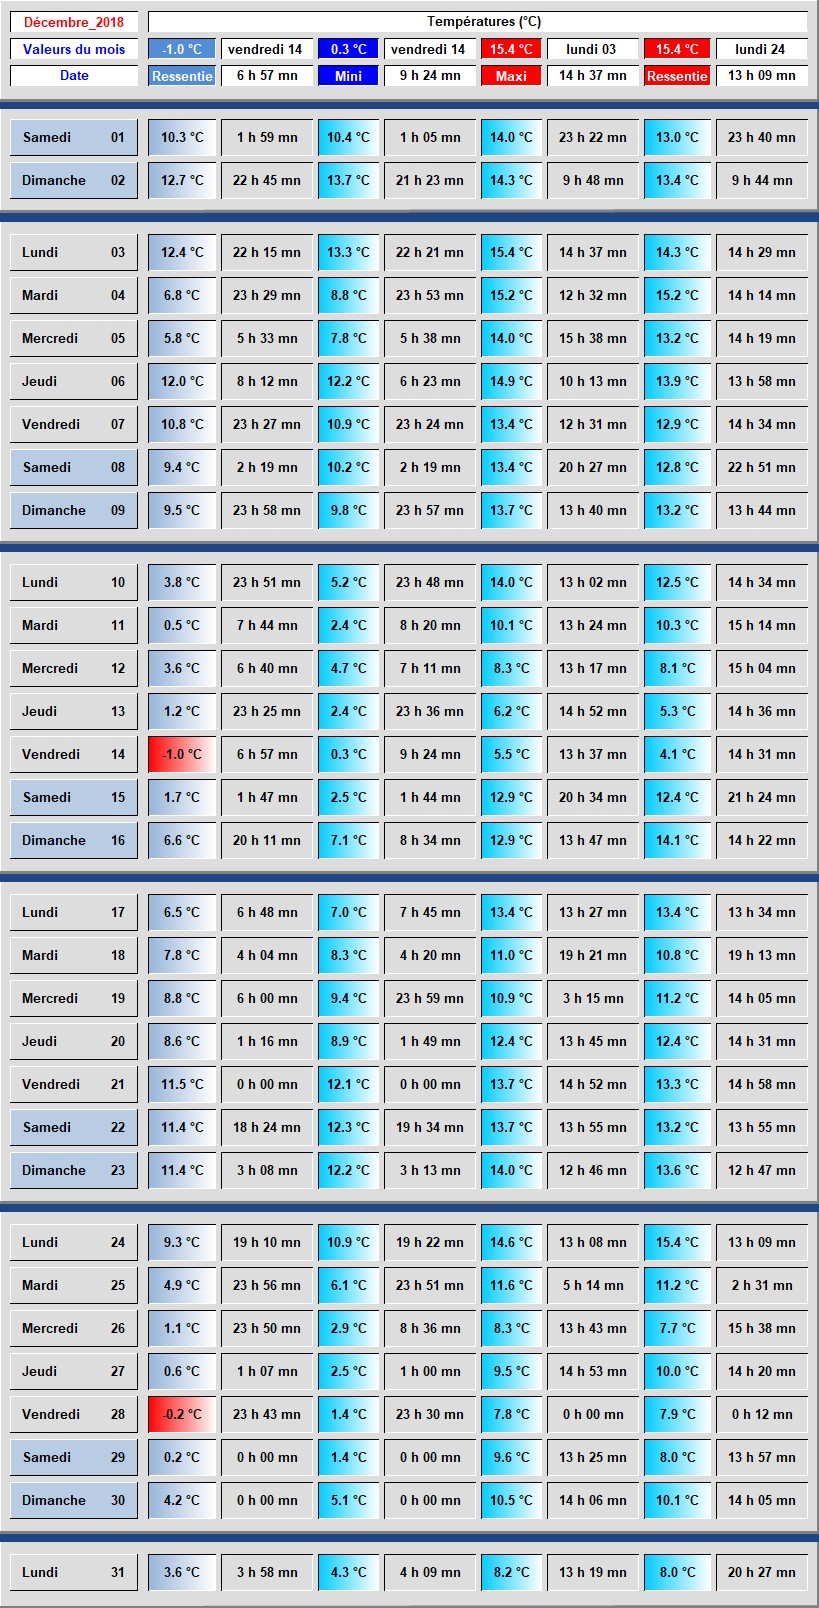 Décembre_2018 Températures (°C)
Valeurs du mois -1.0 °C vendredi 14 0.3 °C vendredi 14 15.4 °C lundi 03 15.4 °C lundi 24
Date Ressentie 6 h 57 mn Mini 9 h 24 mn Maxi 14 h 37 mn Ressentie 13 h 09 mn
Samedi 01 10.3 °C 1 h 59 mn 10.4 °C 1 h 05 mn 14.0 °C 23 h 22 mn 13.0 °C 23 h 40 mn
Dimanche 02 12.7 °C 22 h 45 mn 13.7 °C 21 h 23 mn 14.3 °C 9 h 48 mn 13.4 °C 9 h 44 mn
Lundi 03 12.4 °C 22 h 15 mn 13.3 °C 22 h 21 mn 15.4 °C 14 h 37 mn 14.3 °C 14 h 29 mn
Mardi 04 6.8 °C 23 h 29 mn 8.8 °C 23 h 53 mn 15.2 °C 12 h 32 mn 15.2 °C 14 h 14 mn
Mercredi 05 5.8 °C 5 h 33 mn 7.8 °C 5 h 38 mn 14.0 °C 15 h 38 mn 13.2 °C 14 h 19 mn
Jeudi 06 12.0 °C 8 h 12 mn 12.2 °C 6 h 23 mn 14.9 °C 10 h 13 mn 13.9 °C 13 h 58 mn
Vendredi 07 10.8 °C 23 h 27 mn 10.9 °C 23 h 24 mn 13.4 °C 12 h 31 mn 12.9 °C 14 h 34 mn
Samedi 08 9.4 °C 2 h 19 mn 10.2 °C 2 h 19 mn 13.4 °C 20 h 27 mn 12.8 °C 22 h 51 mn
Dimanche 09 9.5 °C 23 h 58 mn 9.8 °C 23 h 57 mn 13.7 °C 13 h 40 mn 13.2 °C 13 h 44 mn
Lundi 10 3.8 °C 23 h 51 mn 5.2 °C 23 h 48 mn 14.0 °C 13 h 02 mn 12.5 °C 14 h 34 mn
Mardi 11 0.5 °C 7 h 44 mn 2.4 °C 8 h 20 mn 10.1 °C 13 h 24 mn 10.3 °C 15 h 14 mn
Mercredi 12 3.6 °C 6 h 40 mn 4.7 °C 7 h 11 mn 8.3 °C 13 h 17 mn 8.1 °C 15 h 04 mn
Jeudi 13 1.2 °C 23 h 25 mn 2.4 °C 23 h 36 mn 6.2 °C 14 h 52 mn 5.3 °C 14 h 36 mn
Vendredi 14 -1.0 °C 6 h 57 mn 0.3 °C 9 h 24 mn 5.5 °C 13 h 37 mn 4.1 °C 14 h 31 mn
Samedi 15 1.7 °C 1 h 47 mn 2.5 °C 1 h 44 mn 12.9 °C 20 h 34 mn 12.4 °C 21 h 24 mn
Dimanche 16 6.6 °C 20 h 11 mn 7.1 °C 8 h 34 mn 12.9 °C 13 h 47 mn 14.1 °C 14 h 22 mn
Lundi 17 6.5 °C 6 h 48 mn 7.0 °C 7 h 45 mn 13.4 °C 13 h 27 mn 13.4 °C 13 h 34 mn
Mardi 18 7.8 °C 4 h 04 mn 8.3 °C 4 h 20 mn 11.0 °C 19 h 21 mn 10.8 °C 19 h 13 mn
Mercredi 19 8.8 °C 6 h 00 mn 9.4 °C 23 h 59 mn 10.9 °C 3 h 15 mn 11.2 °C 14 h 05 mn
Jeudi 20 8.6 °C 1 h 16 mn 8.9 °C 1 h 49 mn 12.4 °C 13 h 45 mn 12.4 °C 14 h 31 mn
Vendredi 21 11.5 °C 0 h 00 mn 12.1 °C 0 h 00 mn 13.7 °C 14 h 52 mn 13.3 °C 14 h 58 mn
Samedi 22 11.4 °C 18 h 24 mn 12.3 °C 19 h 34 mn 13.7 °C 13 h 55 mn 13.2 °C 13 h 55 mn
Dimanche 23 11.4 °C 3 h 08 mn 12.2 °C 3 h 13 mn 14.0 °C 12 h 46 mn 13.6 °C 12 h 47 mn
Lundi 24 9.3 °C 19 h 10 mn 10.9 °C 19 h 22 mn 14.6 °C 13 h 08 mn 15.4 °C 13 h 09 mn
Mardi 25 4.9 °C 23 h 56 mn 6.1 °C 23 h 51 mn 11.6 °C 5 h 14 mn 11.2 °C 2 h 31 mn
Mercredi 26 1.1 °C 23 h 50 mn 2.9 °C 8 h 36 mn 8.3 °C 13 h 43 mn 7.7 °C 15 h 38 mn
Jeudi 27 0.6 °C 1 h 07 mn 2.5 °C 1 h 00 mn 9.5 °C 14 h 53 mn 10.0 °C 14 h 20 mn
Vendredi 28 -0.2 °C 23 h 43 mn 1.4 °C 23 h 30 mn 7.8 °C 0 h 00 mn 7.9 °C 0 h 12 mn
Samedi 29 0.2 °C 0 h 00 mn 1.4 °C 0 h 00 mn 9.6 °C 13 h 25 mn 8.0 °C 13 h 57 mn
Dimanche 30 4.2 °C 0 h 00 mn 5.1 °C 0 h 00 mn 10.5 °C 14 h 06 mn 10.1 °C 14 h 05 mn
Lundi 31 3.6 °C 3 h 58 mn 4.3 °C 4 h 09 mn 8.2 °C 13 h 19 mn 8.0 °C 20 h 27 mn